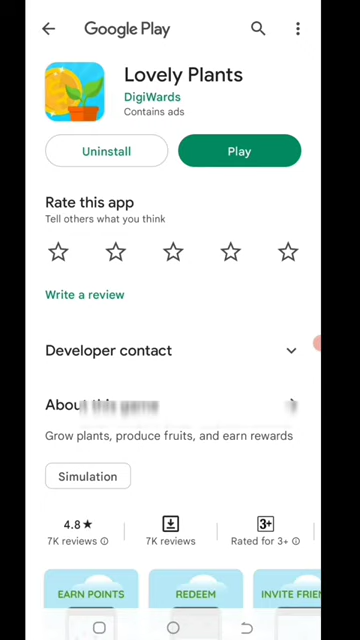 Google Play
Lovely Plants
DigiWards
Contains ads
Uninstall
Play
Rate this app
Tell others what you think
Write a review
Developer contact
About this game
Grow plants, produce fruits, and earn rewards
Simulation
4.8★
7K reviews
7K reviews
3+
Rated for 3+
EARN POINTS
REDEEM
INVITE FRIEN